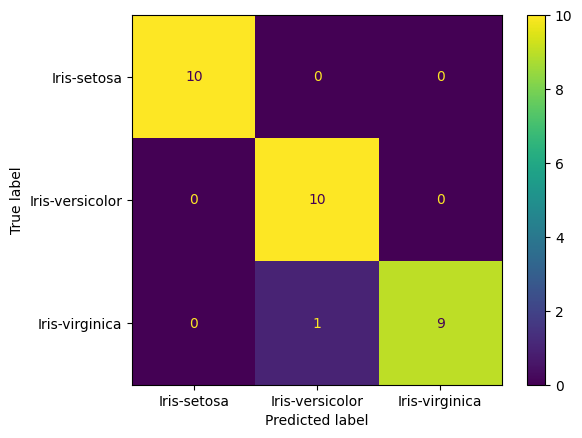 Iris-setosa 10 0 0
Iris-versicolor 0 10 0
Iris-virginica 0 1 9
Iris-setosa Iris-versicolor Iris-virginica
Predicted label
True label
10
8
6
4
2
0